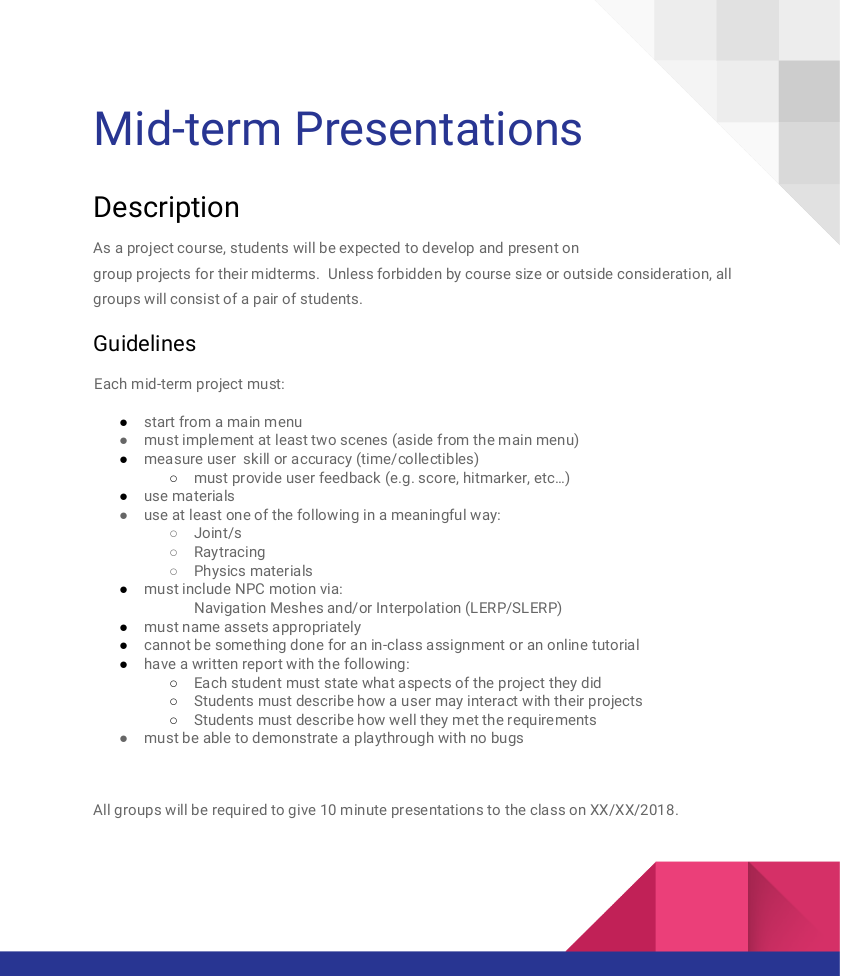 Mid-term Presentations
Description
As a project course, students will be expected to develop and present on
group projects for their midterms.  Unless forbidden by course size or outside consideration, all
groups will consist of a pair of students.
Guidelines
Each mid-term project must:
● start from a main menu
● must implement at least two scenes (aside from the main menu)
● measure user  skill or accuracy (time/collectibles)
○ must provide user feedback (e.g. score, hitmarker, etc…)
● use materials
● use at least one of the following in a meaningful way:
○ Joint/s
○ Raytracing
○ Physics materials
● must include NPC motion via:
Navigation Meshes and/or Interpolation (LERP/SLERP)
● must name assets appropriately
● cannot be something done for an in-class assignment or an online tutorial
● have a written report with the following:
○ Each student must state what aspects of the project they did
○ Students must describe how a user may interact with their projects
○ Students must describe how well they met the requirements
● must be able to demonstrate a playthrough with no bugs
All groups will be required to give 10 minute presentations to the class on XX/XX/2018.